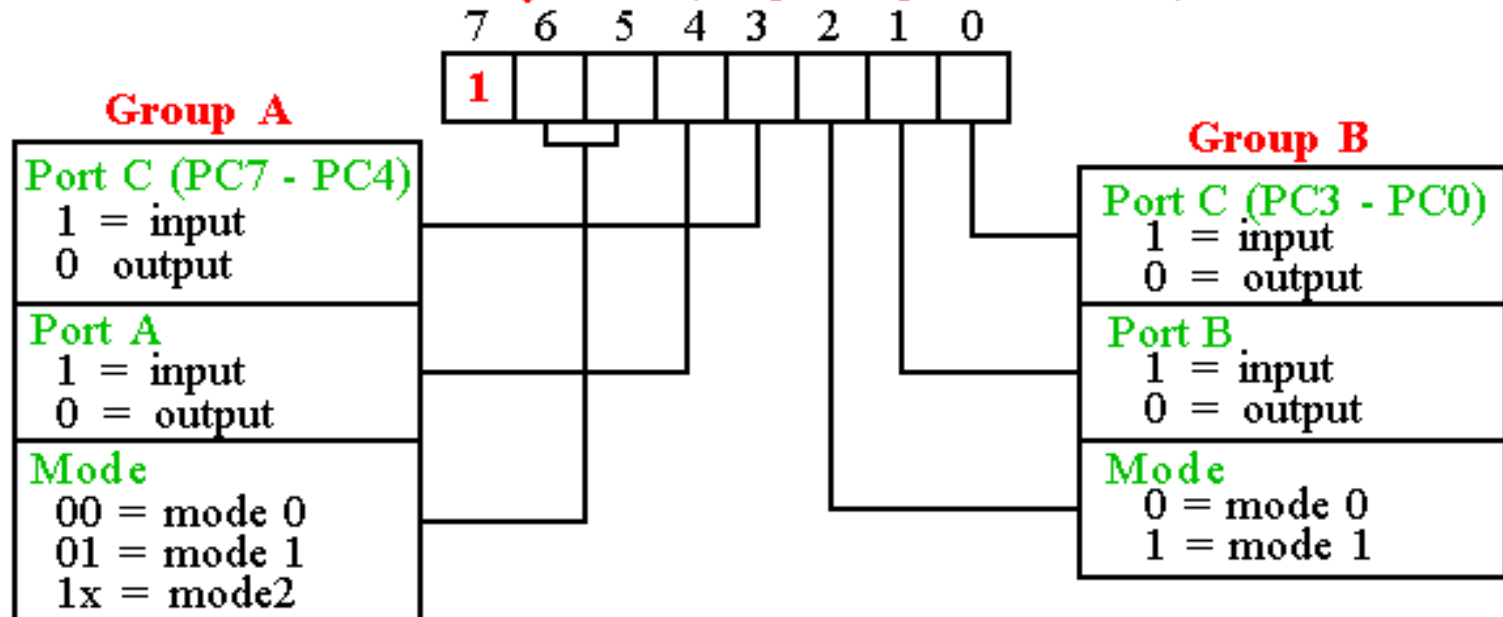 7 6 5 4 3 2 1 0
1
Group A
Port C (PC7 - PC4)
1 = input
0 output
Port A
1 = input
0 = output
Mode
00 = mode 0
01 = mode 1
1x = mode2
Group B
Port C (PC3 - PC0)
1 = input
0 = output
Port B
1 = input
0 = output
Mode
0 = mode 0
1 = mode 1